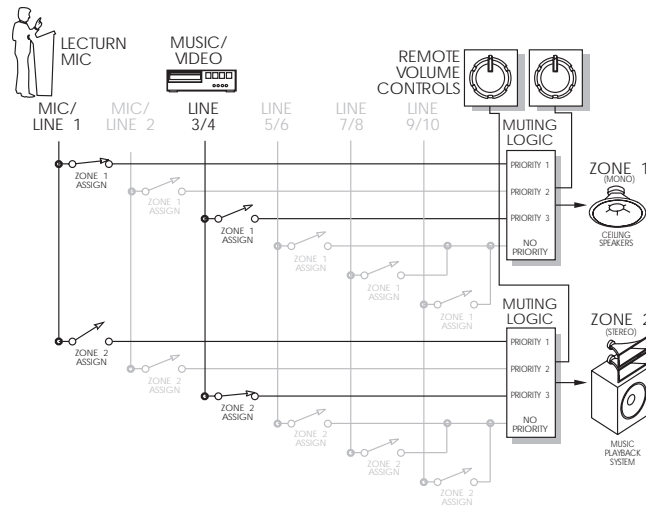 LECTURN
MIC
MUSIC/
VIDEO
REMOTE
VOLUME
CONTROLS
MIC/
LINE 1
MIC/
LINE 2
LINE
3/4
LINE
5/6
LINE
7/8
LINE
9/10
MUTING
LOGIC
ZONE 1
ASSIGN
ZONE 1
ASSIGN
ZONE 1
ASSIGN
ZONE 1
ASSIGN
ZONE 1
ASSIGN
ZONE 1
ASSIGN
PRIORITY 1
PRIORITY 2
PRIORITY 3
NO
PRIORITY
ZONE 1
(MONO)
CEILING
SPEAKERS
MUTING
LOGIC
ZONE 2
ASSIGN
ZONE 2
ASSIGN
ZONE 2
ASSIGN
ZONE 2
ASSIGN
ZONE 2
ASSIGN
ZONE 2
ASSIGN
PRIORITY 1
PRIORITY 2
PRIORITY 3
NO
PRIORITY
ZONE 2
(STEREO)
MUSIC
PLAYBACK
SYSTEM